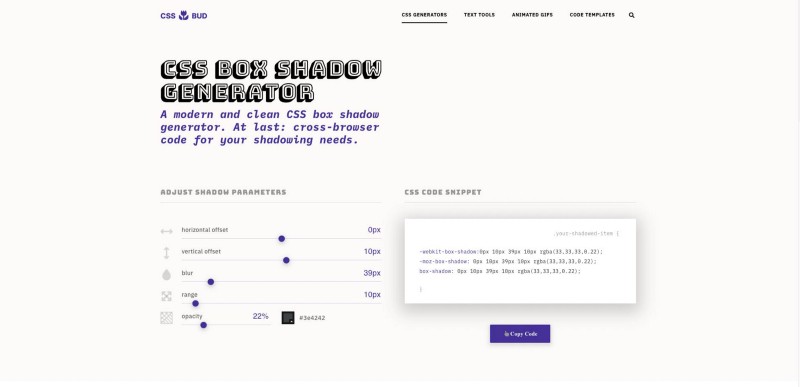 CSS BUD
CSS GENERATORS TEXT TOOLS ANIMATED GIFS CODE TEMPLATES
CSS BOX SHADOW
GENERATOR
A modern and clean CSS box shadow
generator. At last: cross-browser
code for your shadowing needs.
ADJUST SHADOW PARAMETERS
horizontal offset 0px
vertical offset 10px
blur 39px
range 10px
opacity 22% #3e4242
CSS CODE SNIPPET
.your-shadowed-item {
-webkit-box-shadow:0px 10px 39px 10px rgba(33,33,33,0.22);
-moz-box-shadow: 0px 10px 39px 10px rgba(33,33,33,0.22);
box-shadow: 0px 10px 39px 10px rgba(33,33,33,0.22);
}
Copy Code